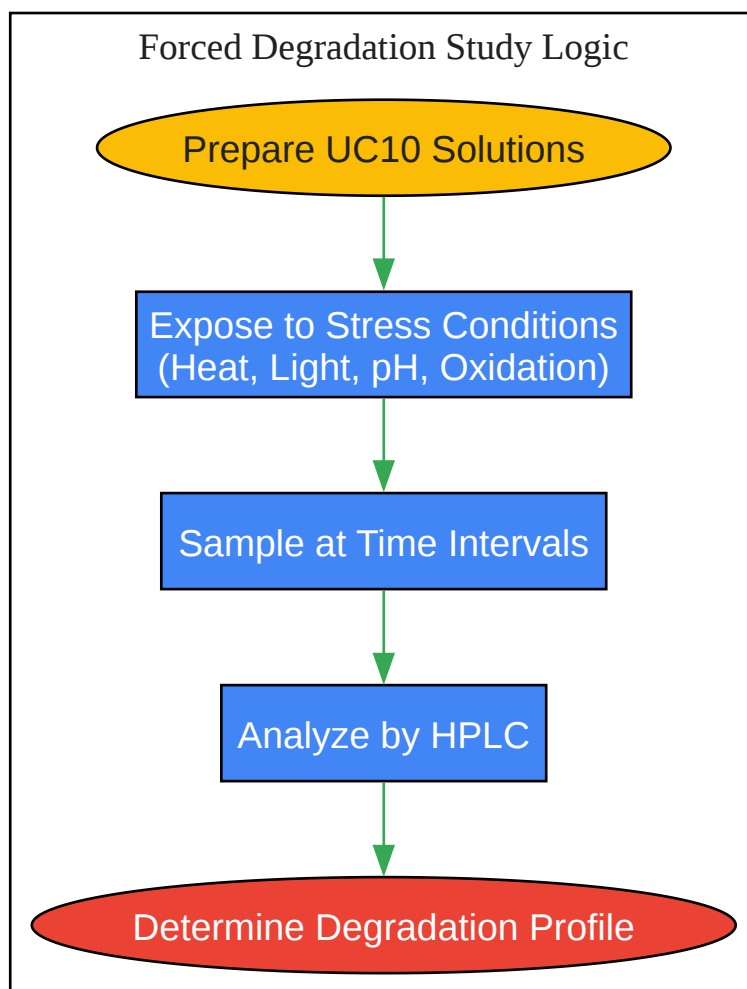 Forced Degradation Study Logic
Prepare UC10 Solutions
Expose to Stress Conditions
(Heat, Light, pH, Oxidation)
Sample at Time Intervals
Analyze by HPLC
Determine Degradation Profile